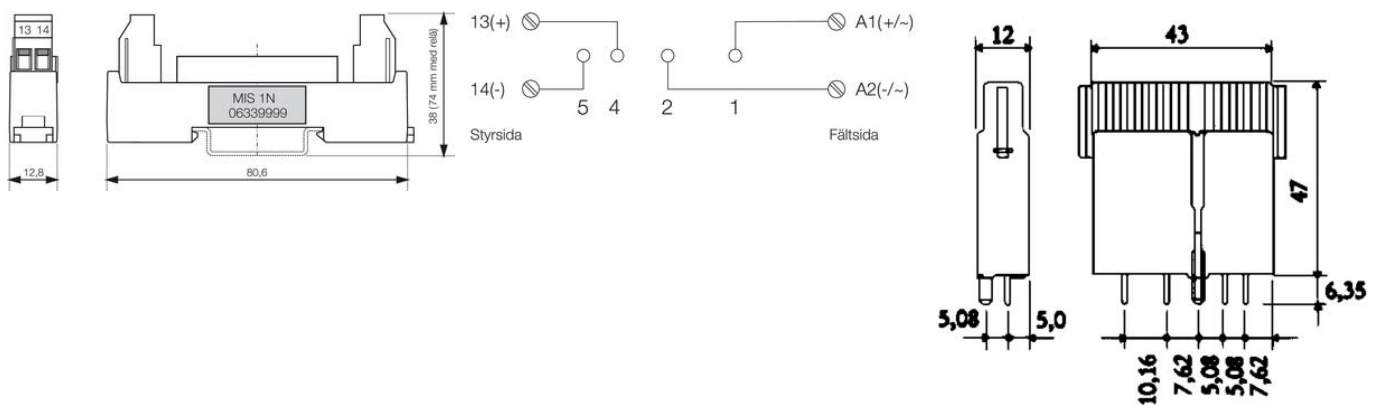 13 14
12,8
MIS 1N
06339999
80,6
38 (74 mm med relä)
13(+)
A1(+/~)
14(-)
5 4 2 1
A2(-/~)
Styrsida
Fältsida
12
43
47
6,35
5,08
5,0
10,16
7,62
5,08
5,08
7,62